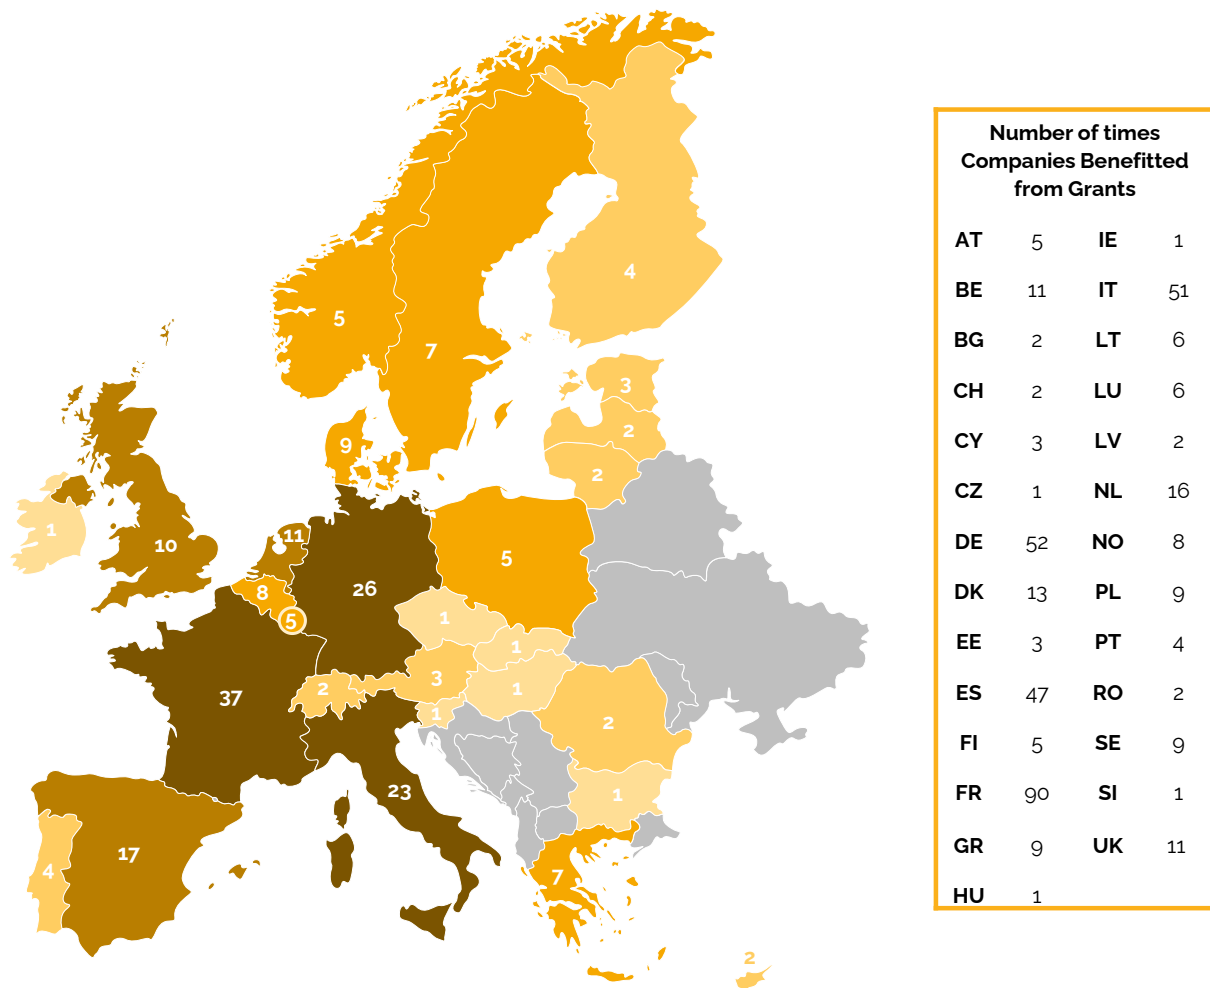 4
5
7
3
9
2
2
1
11
10
5
26
8
1
5
1
3
2
1
37
1
2
23
1
17
4
7
2
Number of times
Companies Benefitted
from Grants
AT 5 IE 1
BE 11 IT 51
BG 2 LT 6
CH 2 LU 6
CY 3 LV 2
CZ 1 NL 16
DE 52 NO 8
DK 13 PL 9
EE 3 PT 4
ES 47 RO 2
FI 5 SE 9
FR 90 SI 1
GR 9 UK 11
HU 1